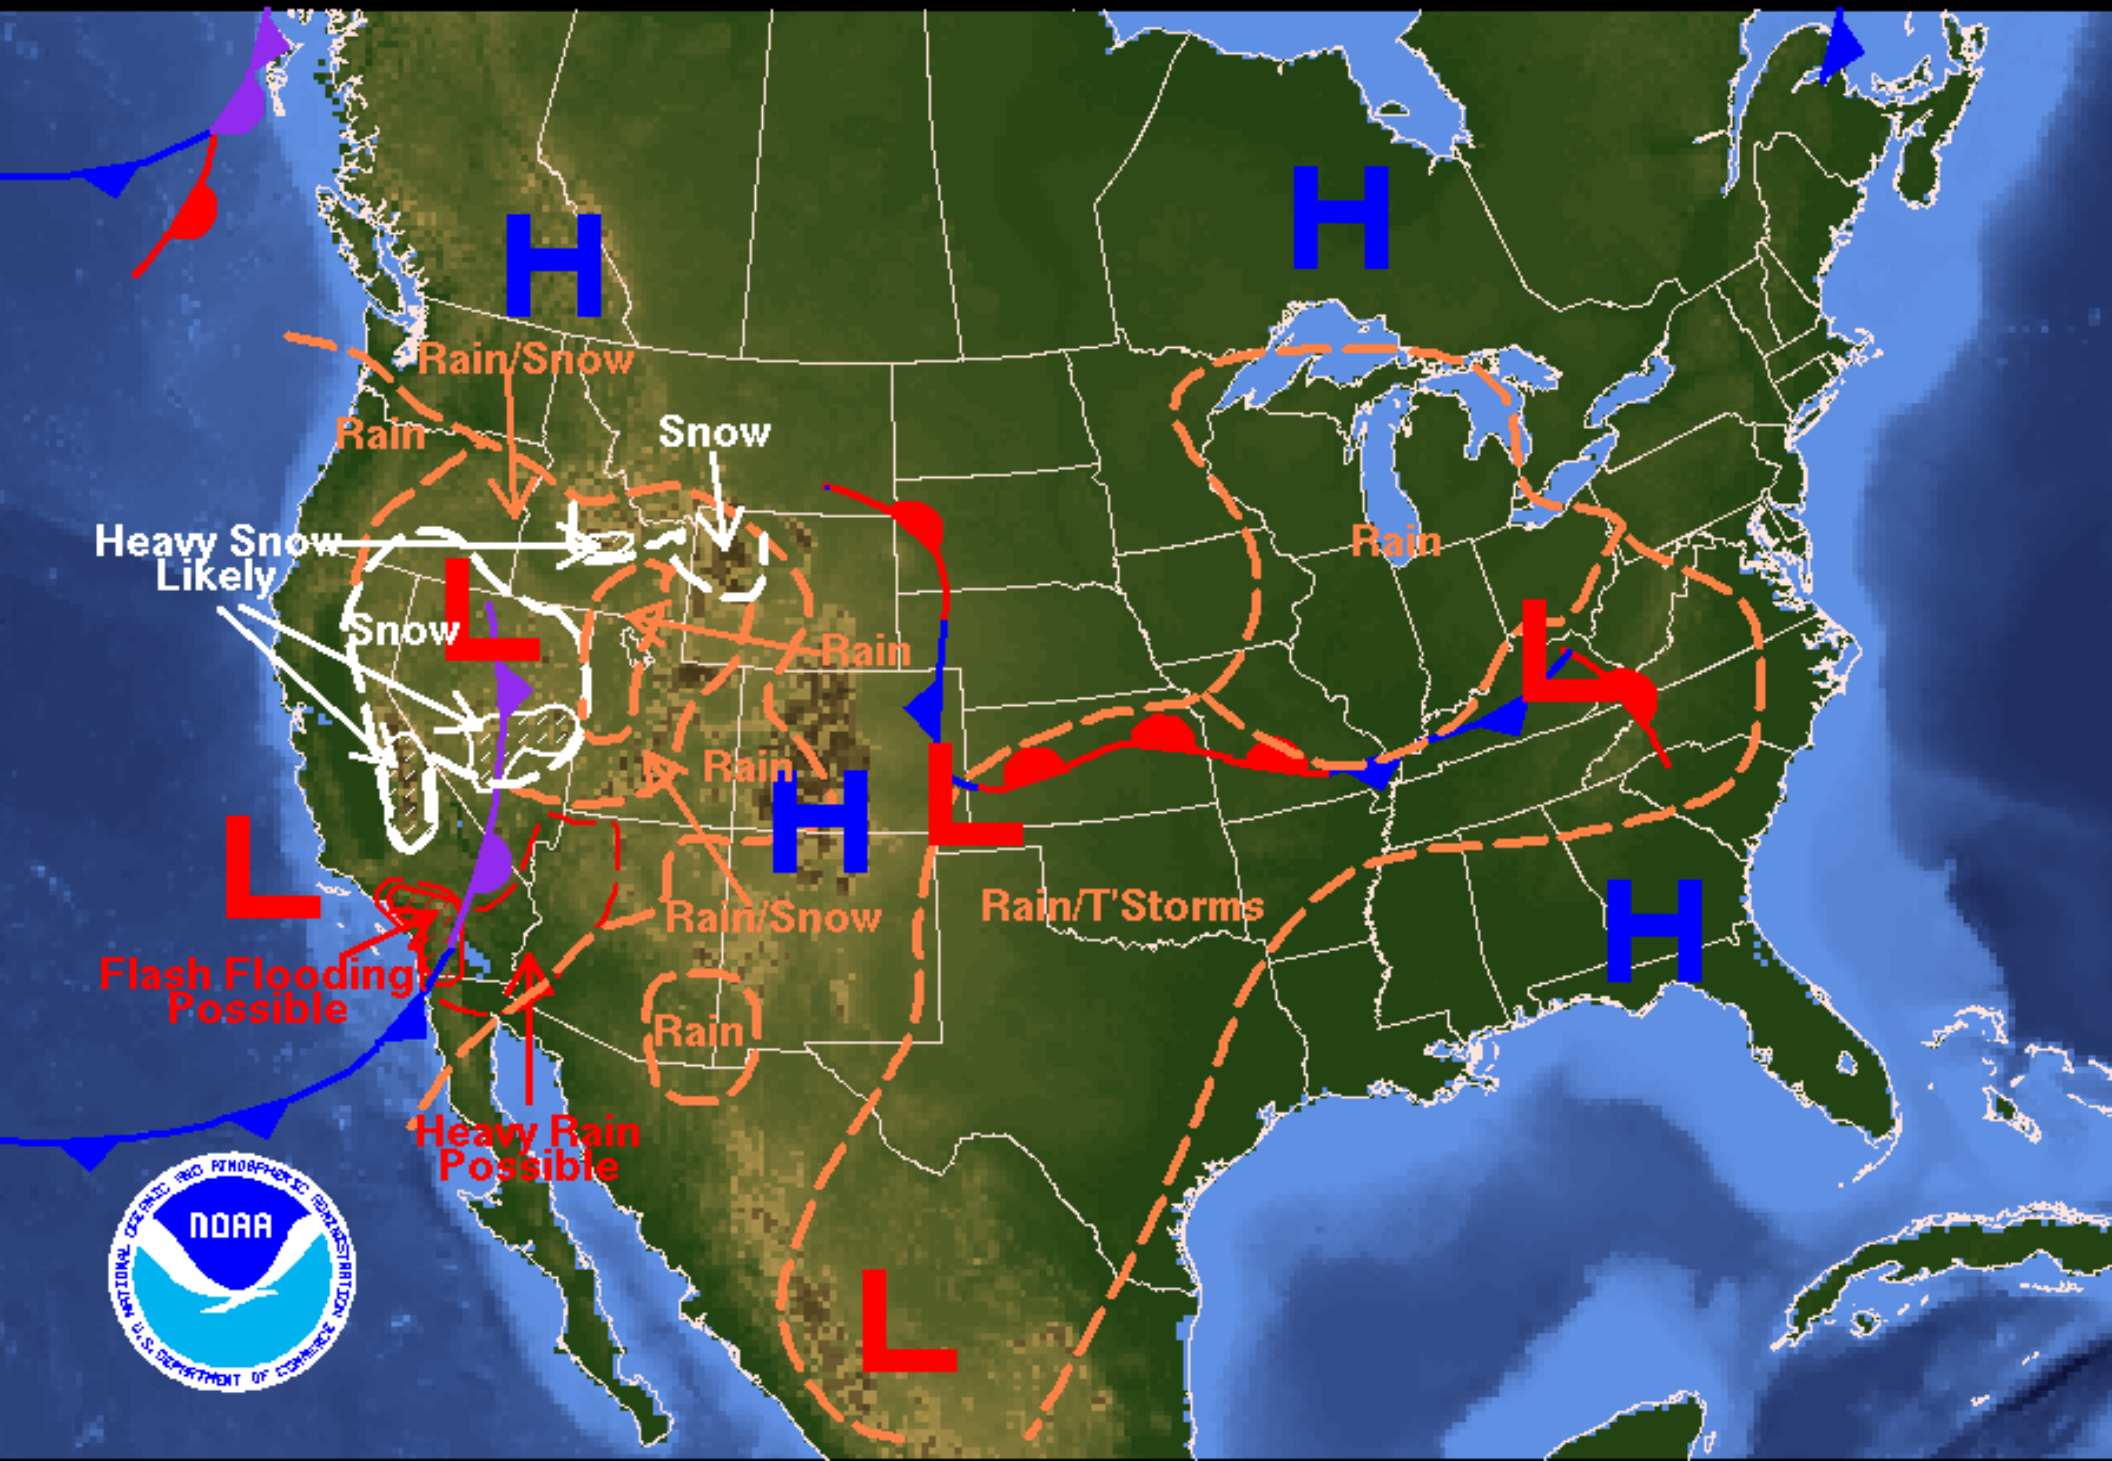 H
H
Rain/Snow
Rain
Snow
Heavy Snow
Likely
Rain
L
L
Snow
Rain
Rain
H
L
L
Rain/Snow
Rain/T'Storms
H
Flash Flooding
Possible
Rain
Heavy Rain
Possible
L
NOAA
NATIONAL OCEANIC AND ATMOSPHERIC ADMINISTRATION
U.S. DEPARTMENT OF COMMERCE